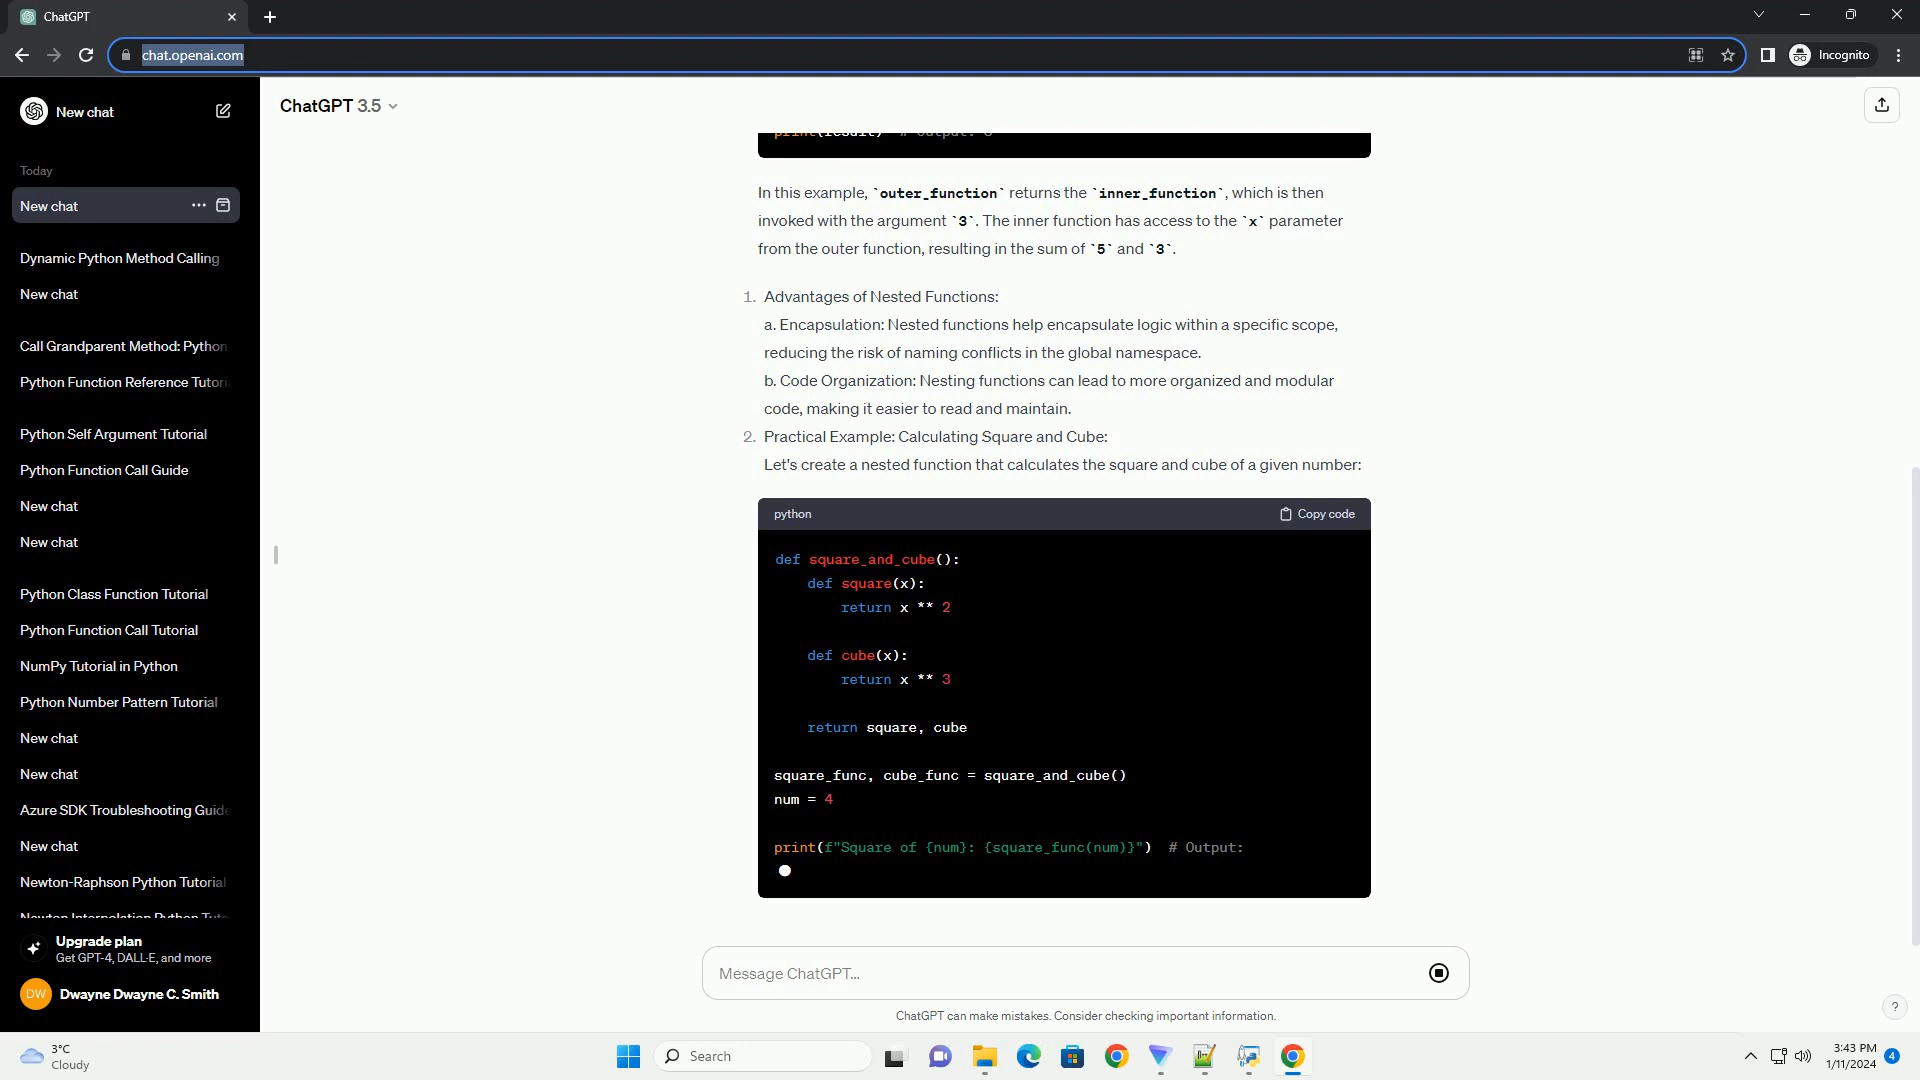 ChatGPT
chat.openai.com
Incognito
New chat
ChatGPT 3.5
Today
New chat
Dynamic Python Method Calling
New chat
Call Grandparent Method: Python
Python Function Reference Tutori
Python Self Argument Tutorial
Python Function Call Guide
New chat
New chat
Python Class Function Tutorial
Python Function Call Tutorial
NumPy Tutorial in Python
Python Number Pattern Tutorial
New chat
New chat
Azure SDK Troubleshooting Guide
New chat
Newton-Raphson Python Tutorial
Newton Interpolation Python Tuto
Upgrade plan
Get GPT-4, DALL·E, and more
DW
Dwayne Dwayne C. Smith
print(result) # Output: 8
In this example, `outer_function` returns the `inner_function`, which is then
invoked with the argument `3`. The inner function has access to the `x` parameter
from the outer function, resulting in the sum of `5` and `3`.
1. Advantages of Nested Functions:
a. Encapsulation: Nested functions help encapsulate logic within a specific scope,
reducing the risk of naming conflicts in the global namespace.
b. Code Organization: Nesting functions can lead to more organized and modular
code, making it easier to read and maintain.
2. Practical Example: Calculating Square and Cube:
Let's create a nested function that calculates the square and cube of a given number:
python
Copy code
def square_and_cube():
    def square(x):
        return x ** 2
    def cube(x):
        return x ** 3
    return square, cube
square_func, cube_func = square_and_cube()
num = 4
print(f"Square of {num}: {square_func(num)}") # Output:
Message ChatGPT...
ChatGPT can make mistakes. Consider checking important information.
?
3°C
Cloudy
Search
3:43 PM
1/11/2024
4